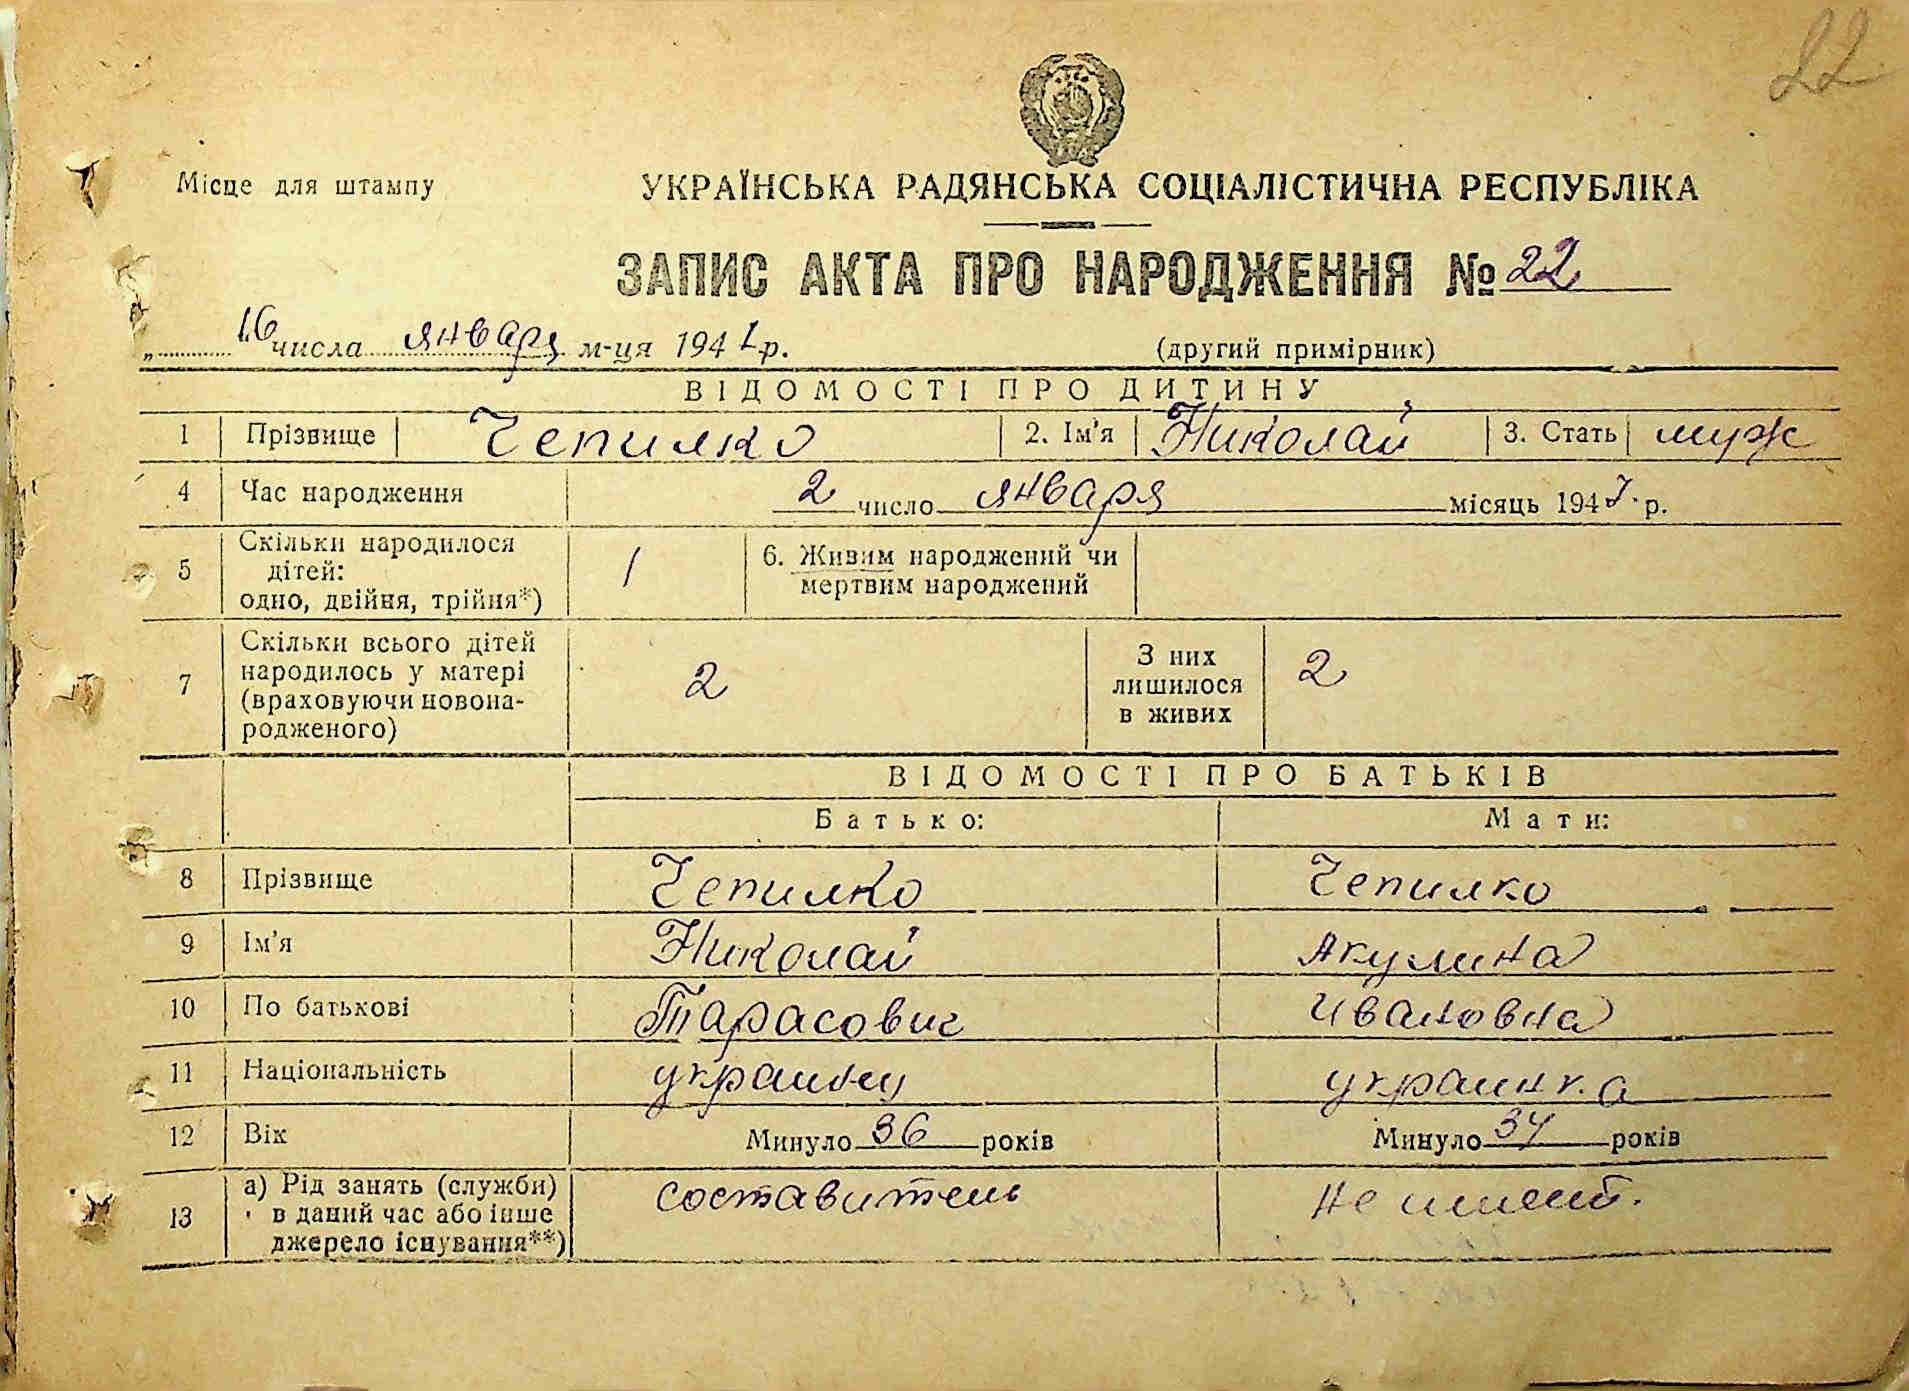 22
Місце для штампу
УКРАЇНСЬКА РАДЯНСЬКА СОЦІАЛІСТИЧНА РЕСПУБЛІКА
ЗАПИС АКТА ПРО НАРОДЖЕННЯ № 22
„ 16 числа января м-ця 1941 р. (другий примірник)
ВІДОМОСТІ ПРО ДИТИНУ
1 Прізвище Чепилко 2. Ім'я Николай 3. Стать муж
4 Час народження 2 число января місяць 1941 р.
5 Скільки народилося дітей: одно, двійня, трійня*) 1 6. Живим народжений чи мертвим народжений
7 Скільки всього дітей народилось у матері (враховуючи новонародженого) 2 З них лишилося в живих 2
ВІДОМОСТІ ПРО БАТЬКІВ
Батько: Мати:
8 Прізвище Чепилко Чепилко
9 Ім'я Николай Акулина
10 По батькові Тарасович Ивановна
11 Національність украинец украинка
12 Вік Минуло 36 років Минуло 34 років
13 а) Рід занять (служби) в даний час або інше джерело існування**) составитель не имеет.